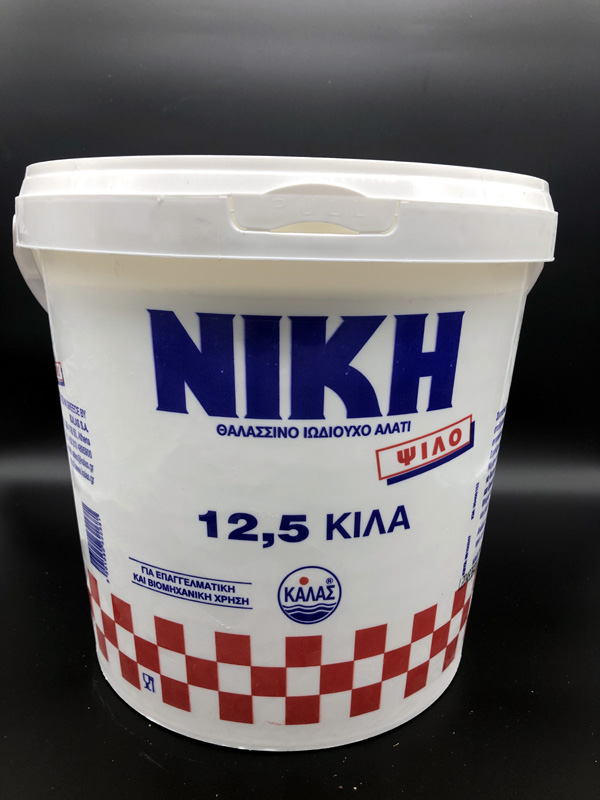 ΝΙΚΗ
ΘΑΛΑΣΣΙΝΟ ΙΩΔΙΟΥΧΟ ΑΛΑΤΙ
ΨΙΛΟ
12,5 ΚΙΛΑ
ΓΙΑ ΕΠΑΓΓΕΛΜΑΤΙΚΗ
ΚΑΙ ΒΙΟΜΗΧΑΝΙΚΗ ΧΡΗΣΗ
ΚΑΛΑΣ®